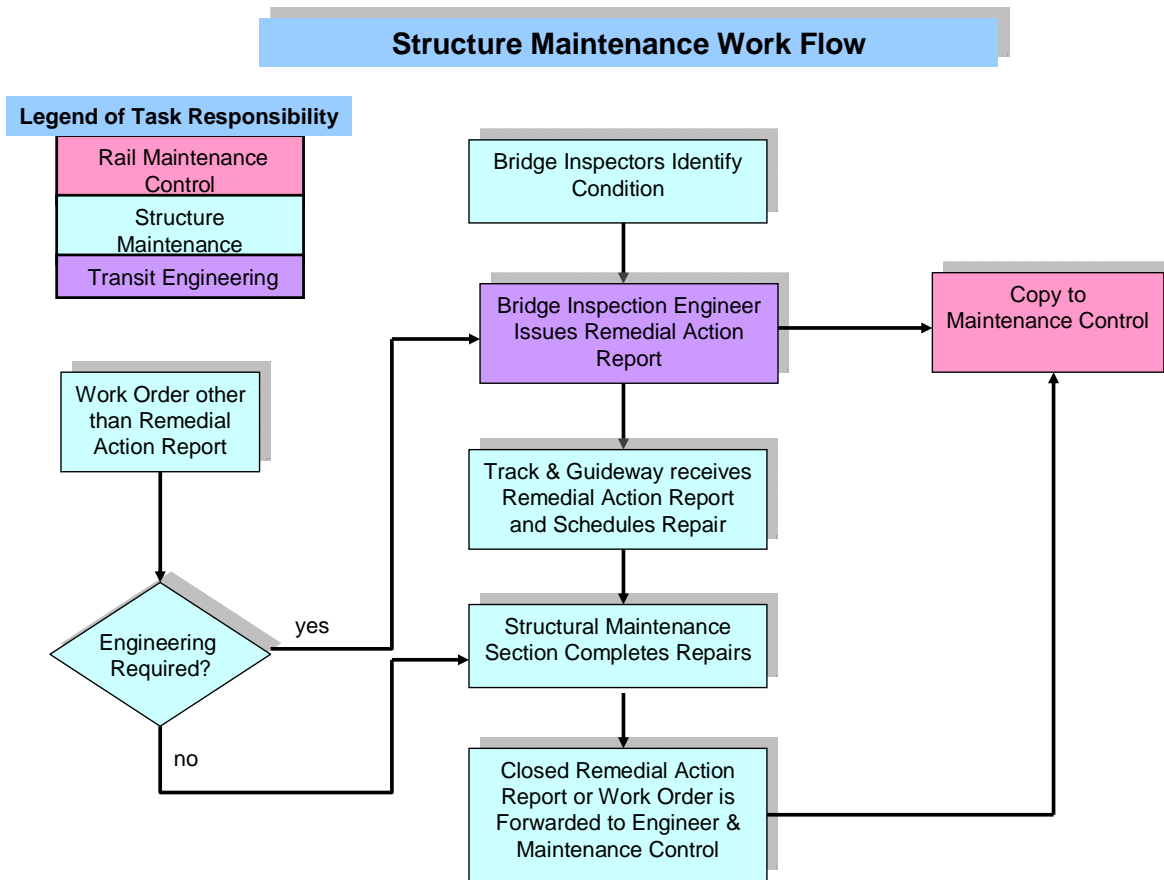 Structure Maintenance Work Flow
Legend of Task Responsibility
Rail Maintenance
Control
Structure
Maintenance
Transit Engineering
Bridge Inspectors Identify
Condition
Bridge Inspection Engineer
Issues Remedial Action
Report
Copy to
Maintenance Control
Work Order other
than Remedial
Action Report
Track & Guideway receives
Remedial Action Report
and Schedules Repair
Engineering
Required?
yes
no
Structural Maintenance
Section Completes Repairs
Closed Remedial Action
Report or Work Order is
Forwarded to Engineer &
Maintenance Control